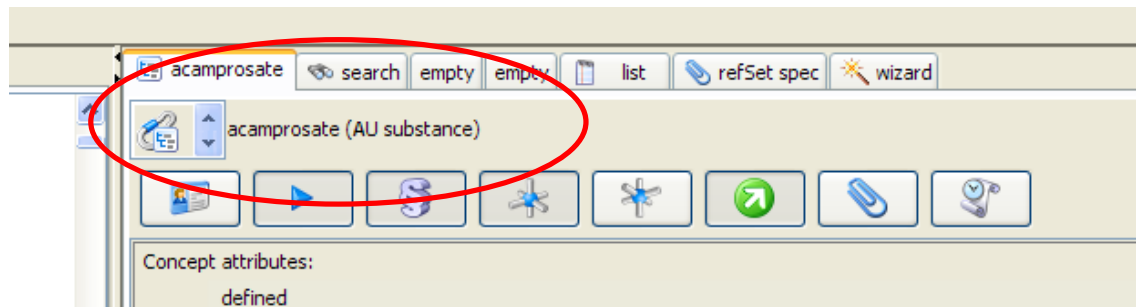 acamprosate search empty empty list refSet spec wizard
acamprosate (AU substance)
Concept attributes:
defined